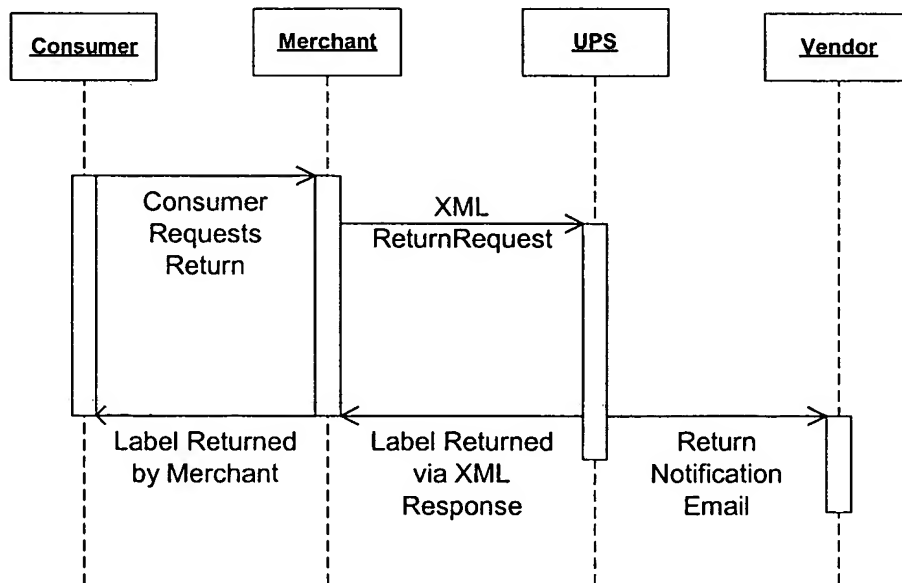 Consumer
Merchant
UPS
Vendor
Consumer
Requests
Return
XML
ReturnRequest
Label Returned
by Merchant
Label Returned
via XML
Response
Return
Notification
Email